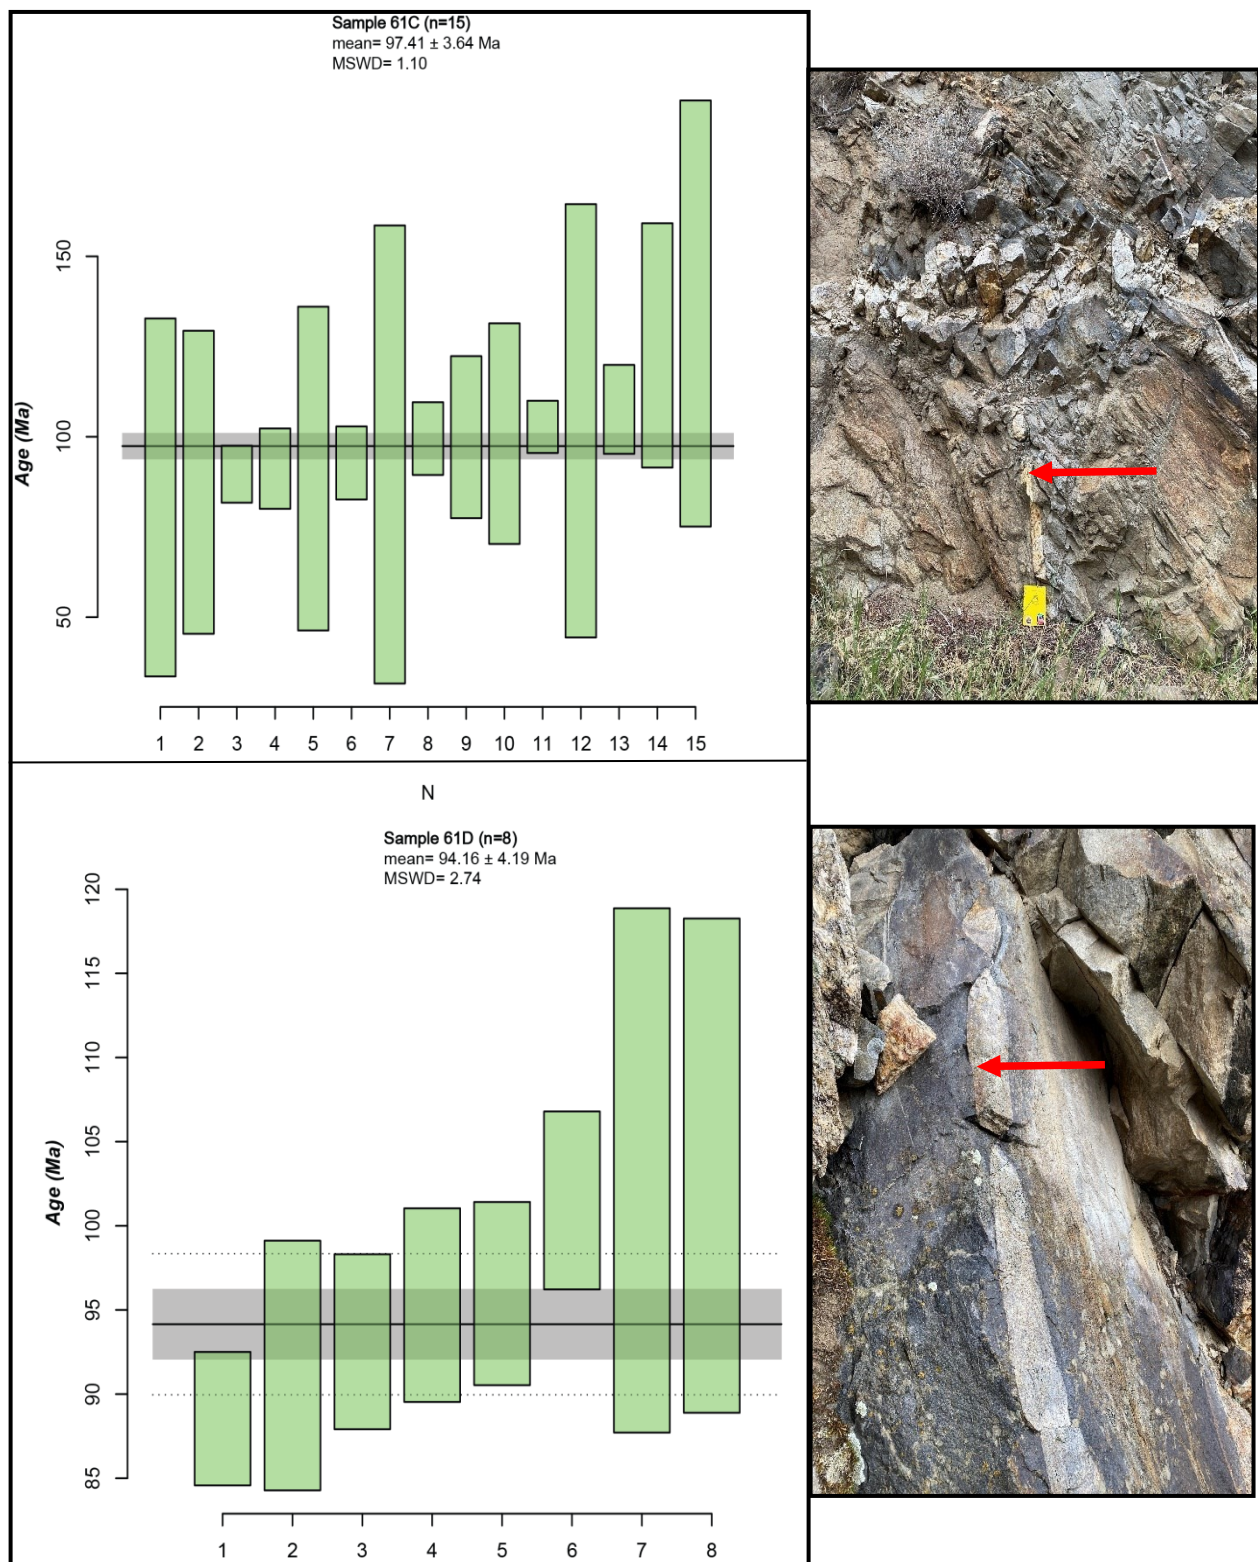 Sample 61C (n=15)
mean= 97.41 ± 3.64 Ma
MSWD= 1.10
150
100
50
Age (Ma)
1 2 3 4 5 6 7 8 9 10 11 12 13 14 15
N
Sample 61D (n=8)
mean= 94.16 ± 4.19 Ma
MSWD= 2.74
120
115
110
105
100
95
90
85
Age (Ma)
1 2 3 4 5 6 7 8